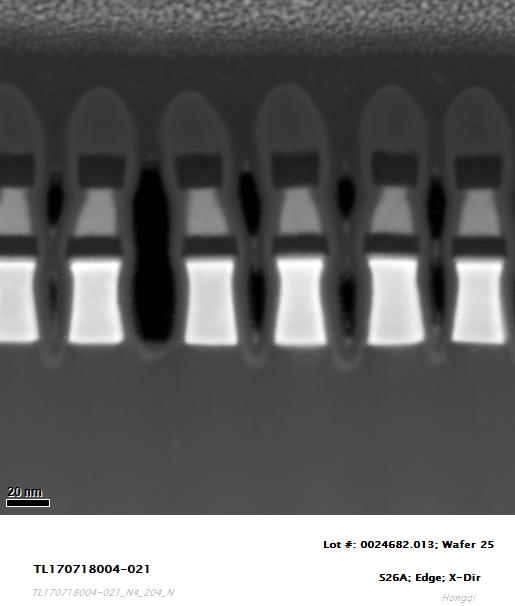 20 nm
Lot #: 0024682.013; Wafer 25
TL170718004-021
S26A; Edge; X-Dir
TL170718004-021_N4_204_N
Hongqi